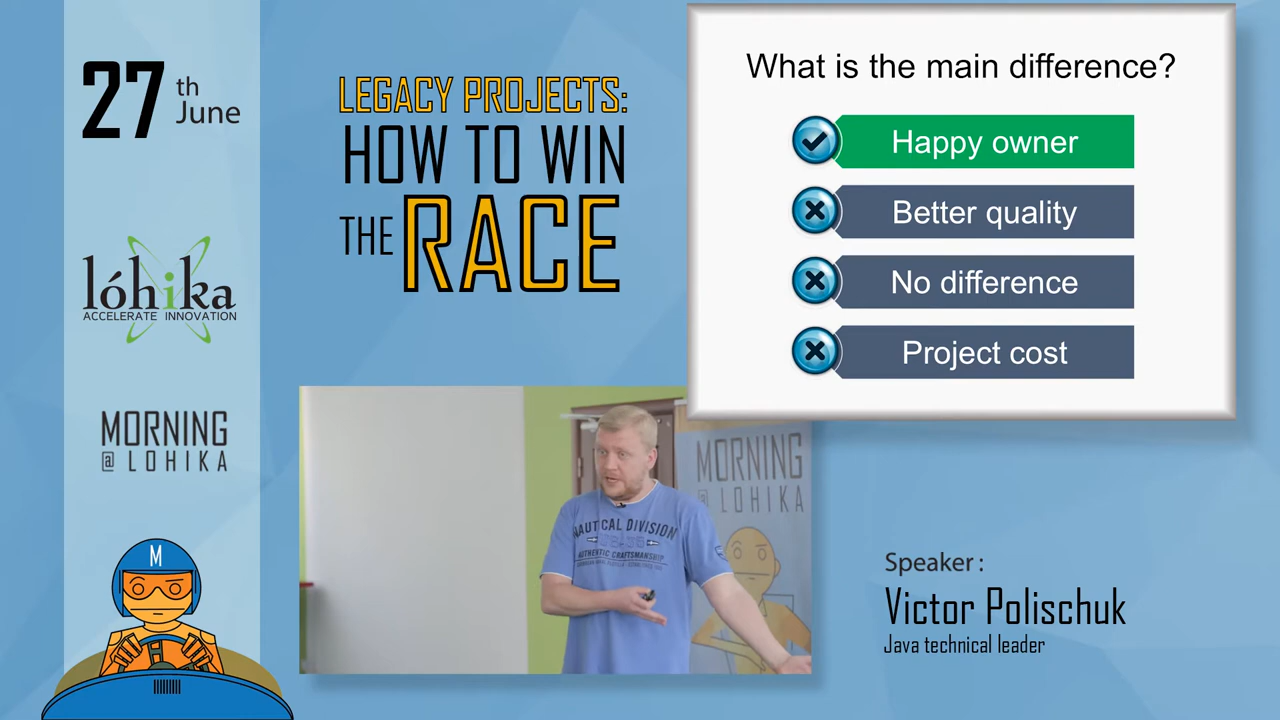 27
th
June
lóhika
ACCELERATE INNOVATION
MORNING
@LOHIKA
M
LEGACY PROJECTS:
HOW TO WIN
THE RACE
What is the main difference?
Happy owner
Better quality
No difference
Project cost
MORNING
@ LOHIKA
NAUTICAL DIVISION
AUTHENTIC CRAFTSMANSHIP
Speaker :
Victor Polischuk
Java technical leader